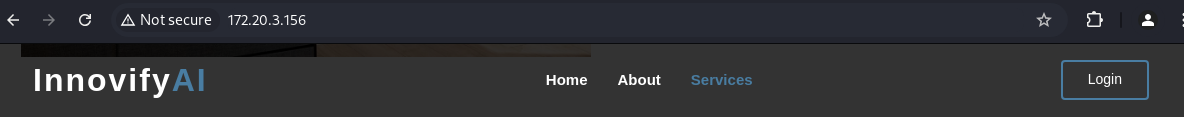 Not secure 172.20.3.156
InnovifyAI Home About Services Login